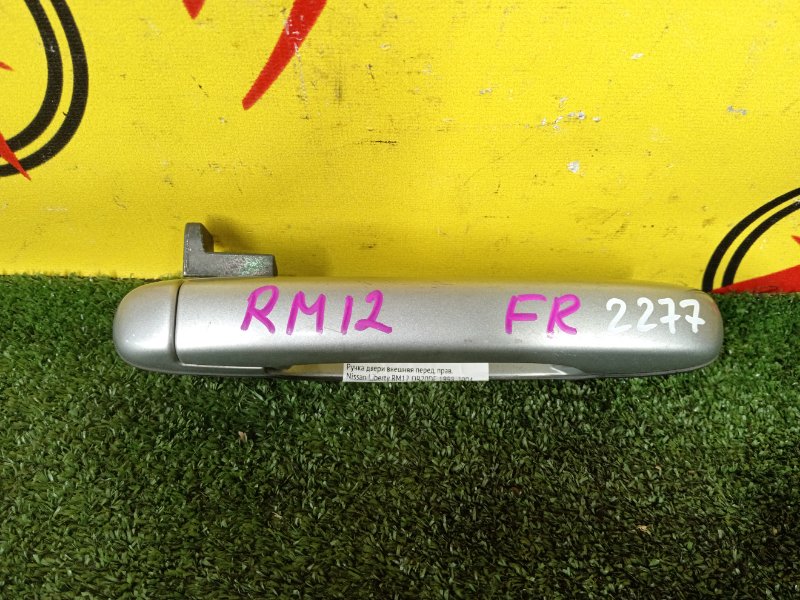 RM12 FR 2277
Ручка двери внешняя перед. прав.
Nissan Liberty RM12